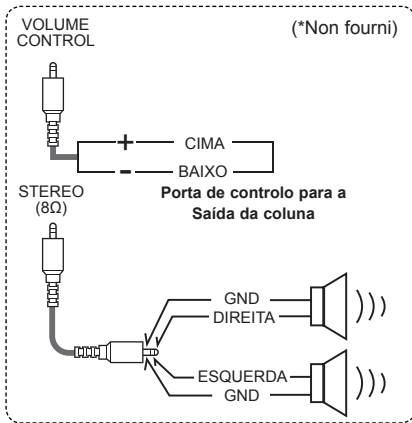 VOLUME
CONTROL
(*Non fourni)
+ CIMA
- BAIXO
STEREO
(8Ω)
Porta de controlo para a
Saída da coluna
GND
DIREITA
ESQUERDA
GND